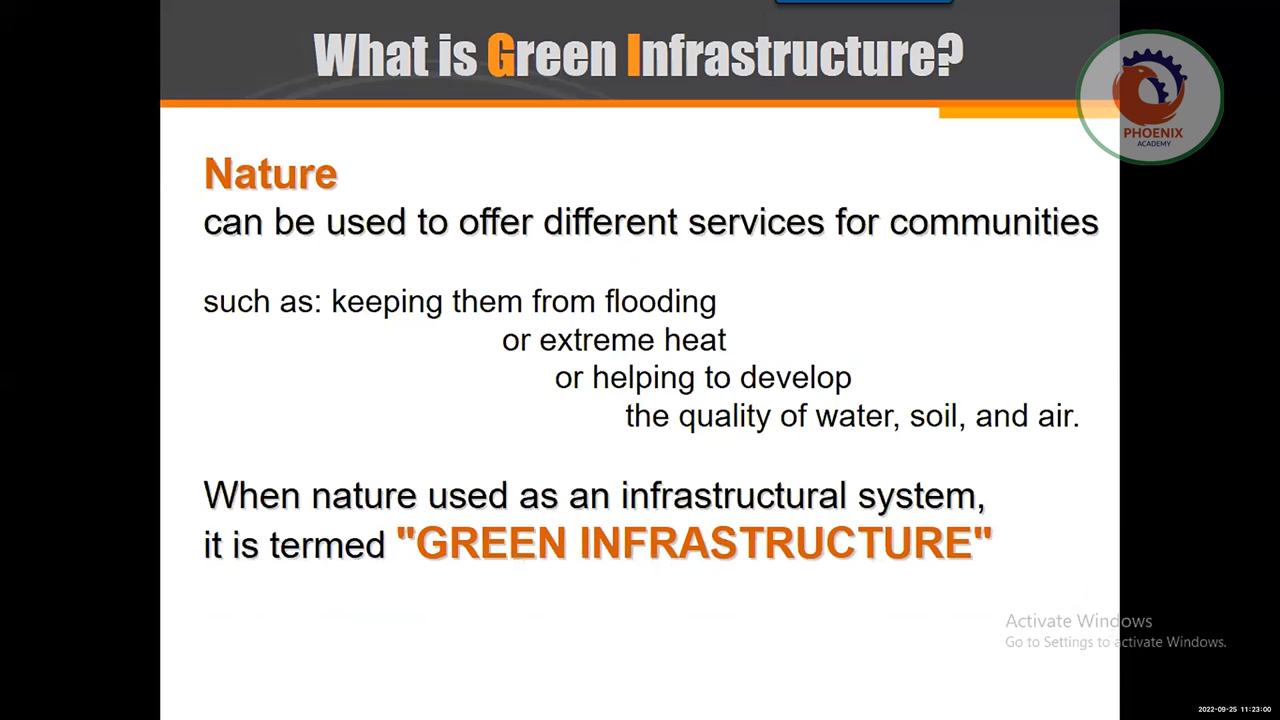 What is Green Infrastructure?
PHOENIX
ACADEMY
Nature
can be used to offer different services for communities
such as: keeping them from flooding
or extreme heat
or helping to develop
the quality of water, soil, and air.
When nature used as an infrastructural system,
it is termed "GREEN INFRASTRUCTURE"
Activate Windows
Go to Settings to activate Windows.
2022-09-25 11:23:00